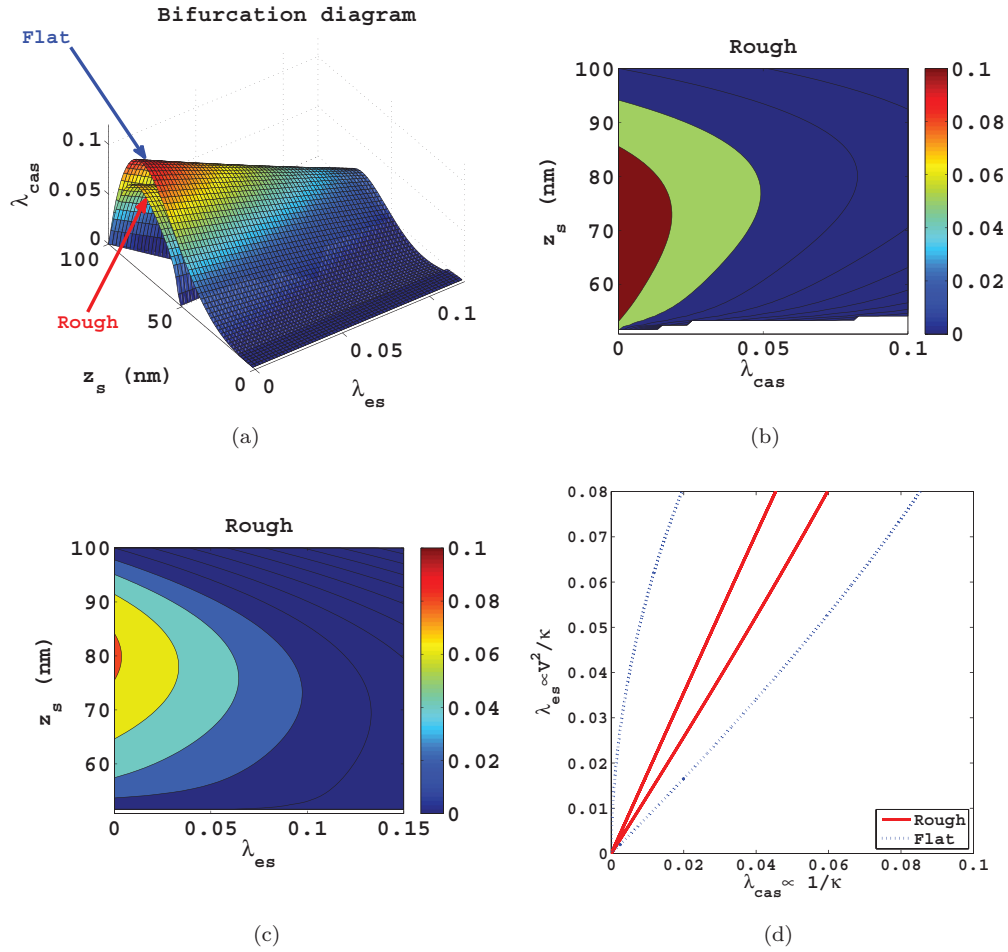 Bifurcation diagram
Flat
0.1
0.05
0
λcas
100
50
0
Rough
z_s (nm)
0
0.05
0.1
λes
(a)
Rough
100
90
80
70
60
z_s (nm)
0
0.05
0.1
λcas
0.1
0.08
0.06
0.04
0.02
0
(b)
Rough
100
90
80
70
60
z_s (nm)
0
0.05
0.1
0.15
λes
0.1
0.08
0.06
0.04
0.02
0
(c)
0.08
0.07
0.06
0.05
0.04
0.03
0.02
0.01
0
λes∝V²/κ
0
0.02
0.04
0.06
0.08
0.1
λcas∝ 1/κ
Rough
Flat
(d)